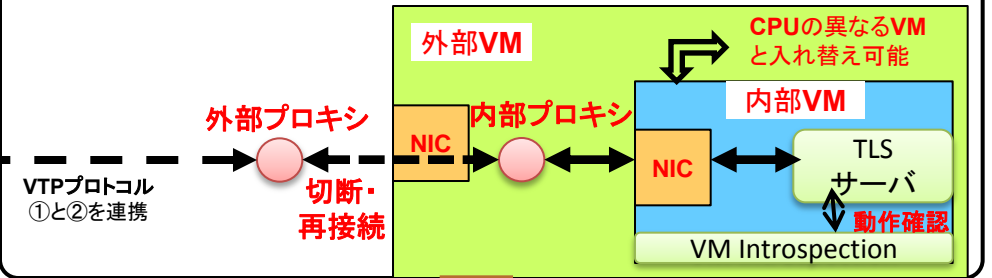 外部VM
CPUの異なるVM
と入れ替え可能
内部VM
外部プロキシ
内部プロキシ
NIC
NIC
TLS
サーバ
VTPプロトコル
①と②を連携
切断・
再接続
動作確認
VM Introspection